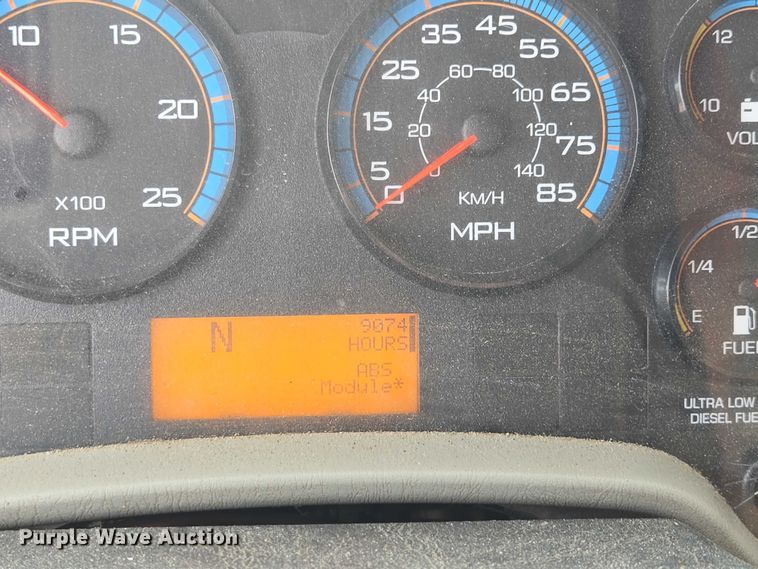 10
15
20
25
X100
RPM
0
5
15
25
35
45
55
65
75
85
0
20
40
60
80
100
120
140
KM/H
MPH
12
10
VOL
1/2
1/4
E
FUE
ULTRA LOW
DIESEL FUE
N
9074
HOURS
ABS
Module*
Purple Wave Auction